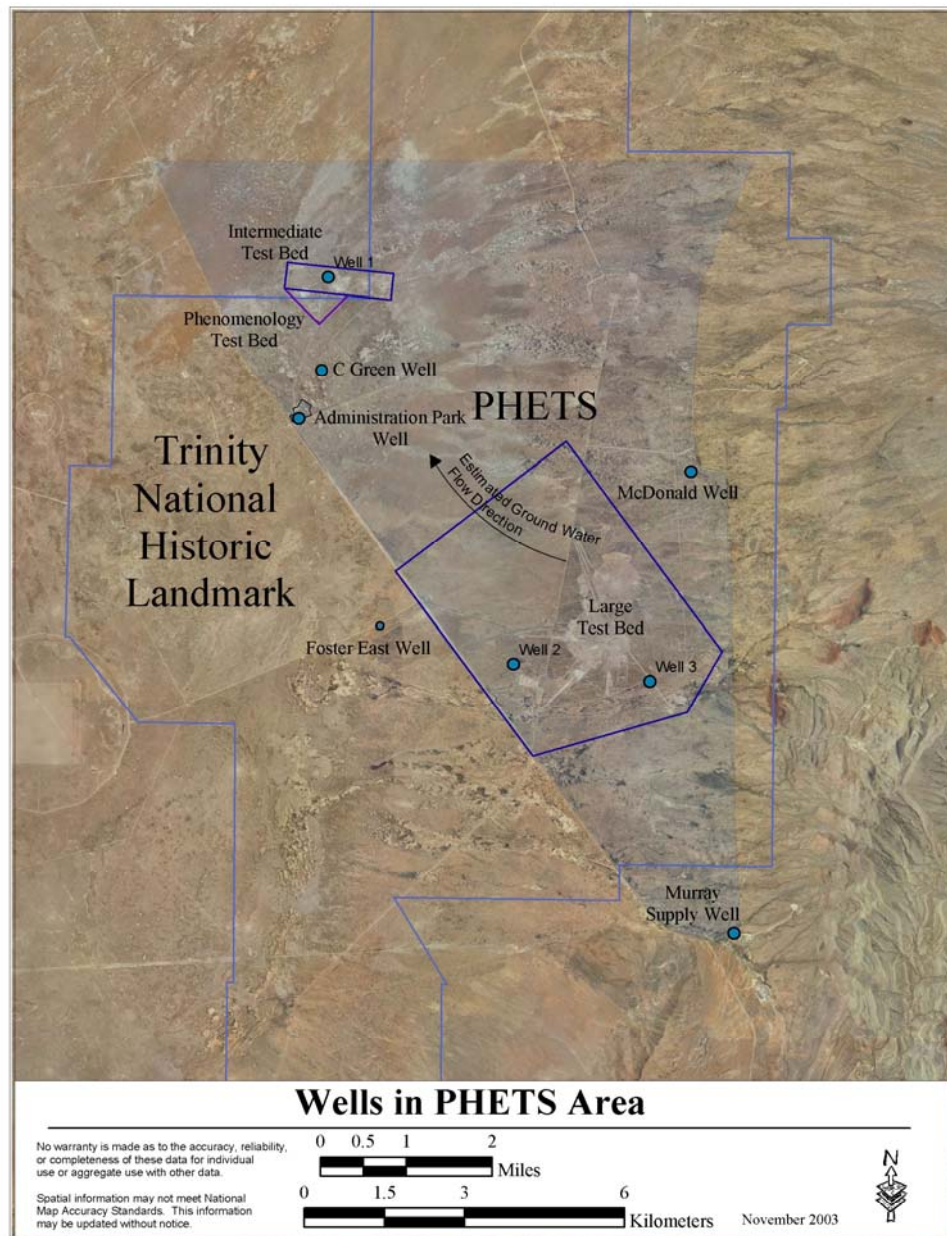 Intermediate
Test Bed
Well 1
Phenomenology
Test Bed
C Green Well
PHETS
Administration Park
Well
Trinity
National
Historic
Landmark
McDonald Well
Estimated Ground Water
Flow Direction
Large
Test Bed
Foster East Well
Well 2
Well 3
Murray
Supply Well
Wells in PHETS Area
No warranty is made as to the accuracy, reliability,
or completeness of these data for individual
use or aggregate use with other data.
Spatial information may not meet National
Map Accuracy Standards. This information
may be updated without notice.
0 0.5 1 2
Miles
0 1.5 3 6
Kilometers
November 2003
N